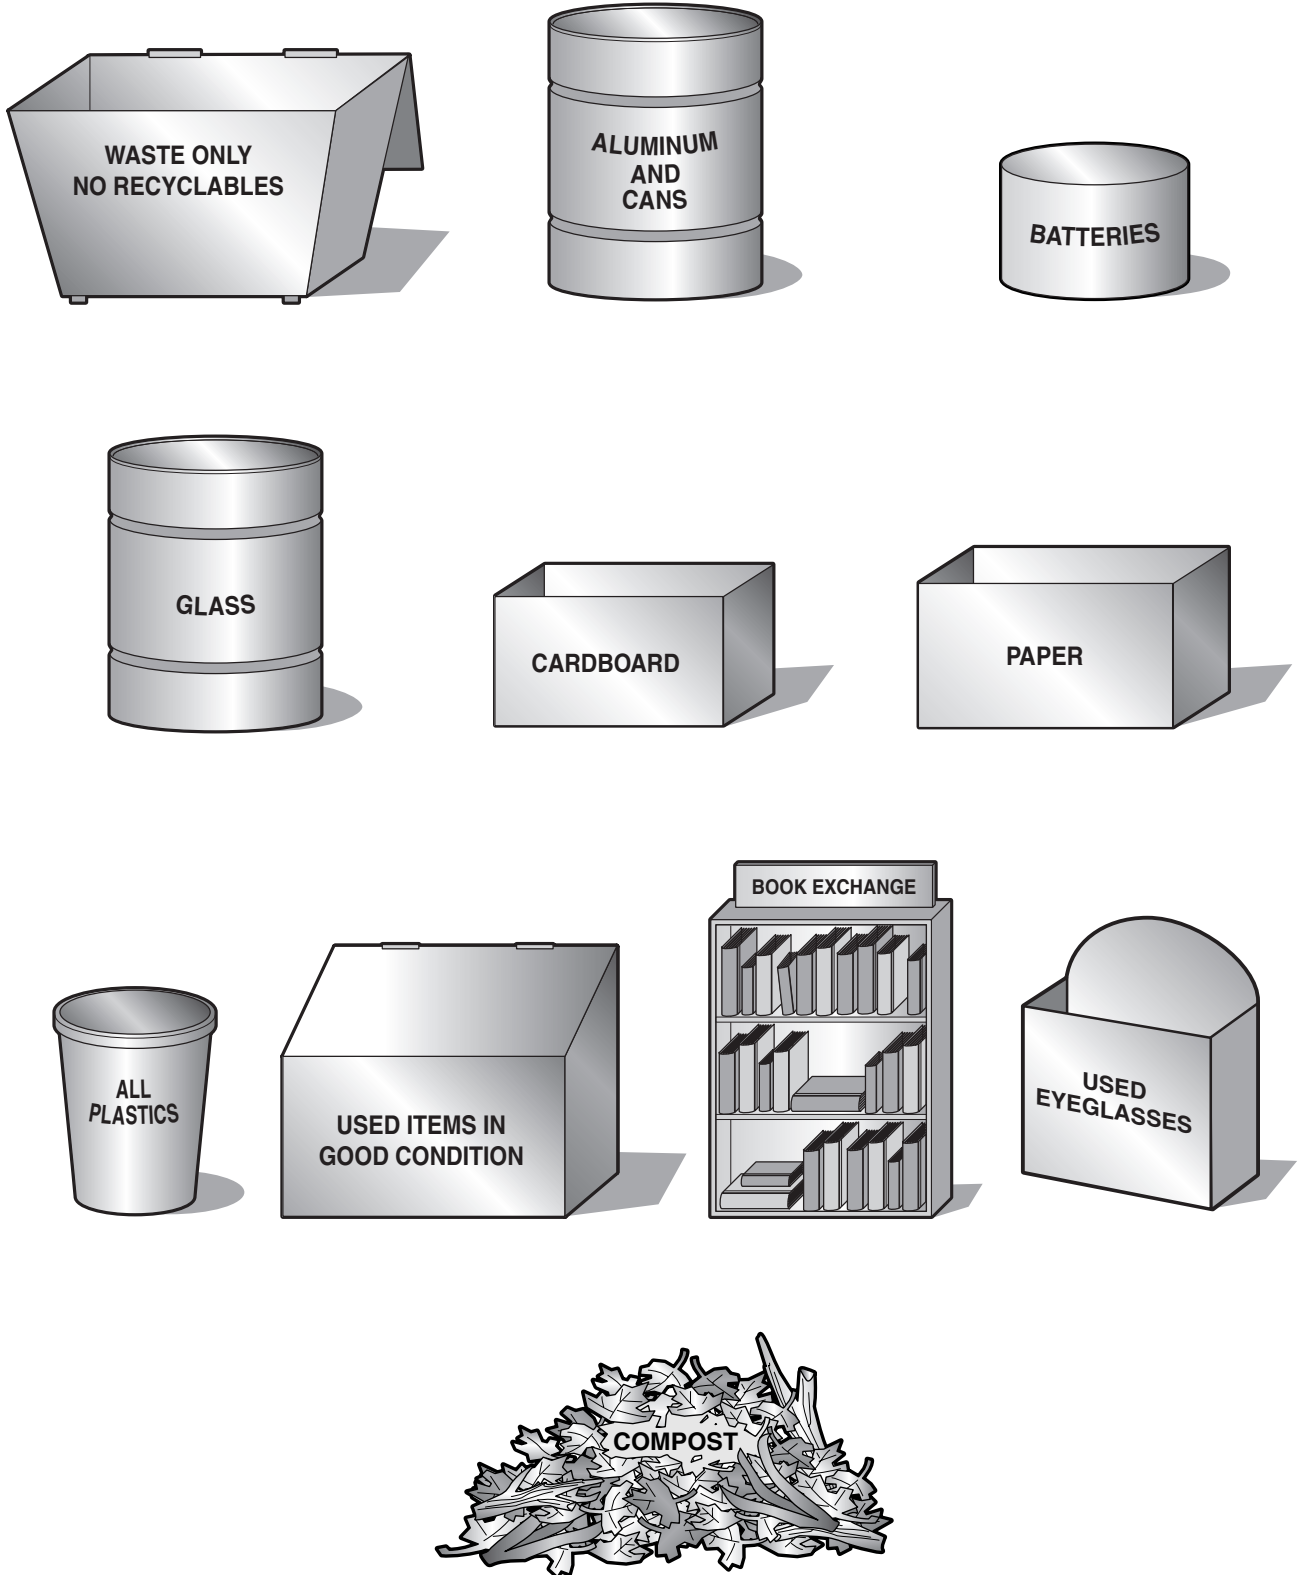 WASTE ONLY
NO RECYCLABLES
ALUMINUM
AND
CANS
BATTERIES
GLASS
CARDBOARD
PAPER
ALL
PLASTICS
USED ITEMS IN
GOOD CONDITION
BOOK EXCHANGE
USED
EYEGLASSES
COMPOST